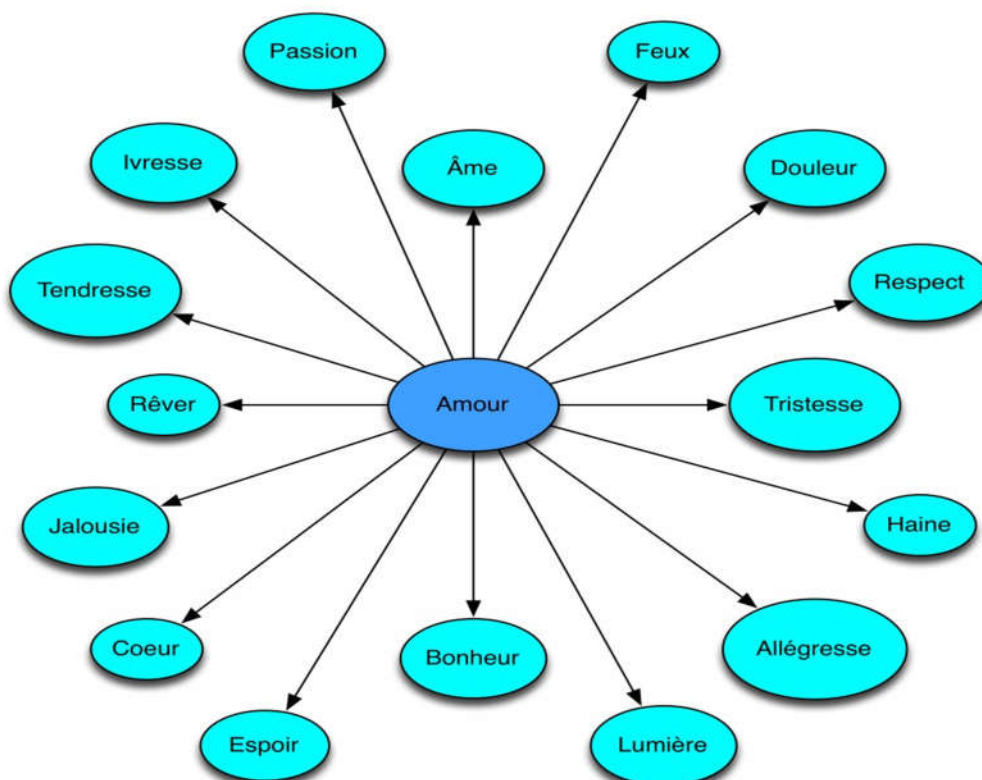 Passion
Feux
Ivresse
Âme
Douleur
Tendresse
Respect
Rêver
Amour
Tristesse
Jalousie
Haine
Coeur
Bonheur
Allégresse
Espoir
Lumière